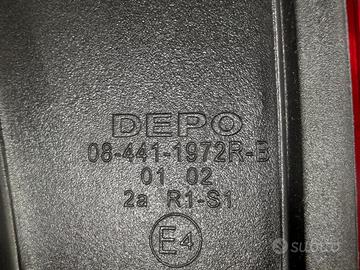 DEPO
08-441-1972R-B
01 02
2a R1-S1
E4
subito